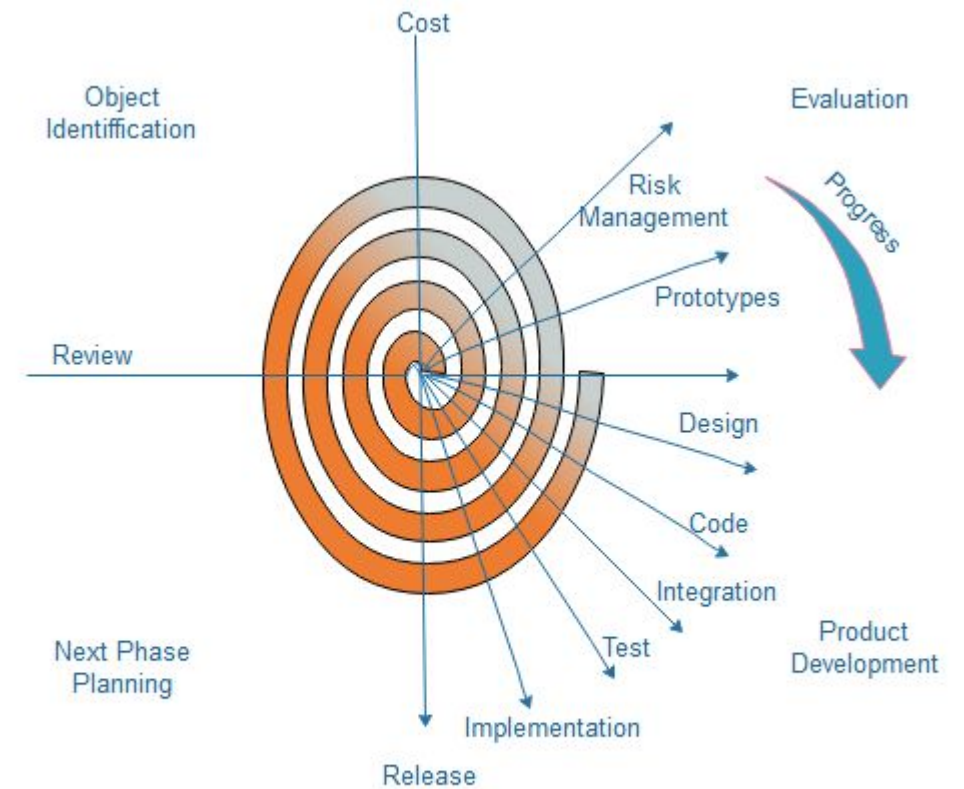 Cost
Object
Identiffication
Evaluation
Progress
Risk
Management
Prototypes
Review
Design
Code
Integration
Test
Product
Development
Next Phase
Planning
Implementation
Release